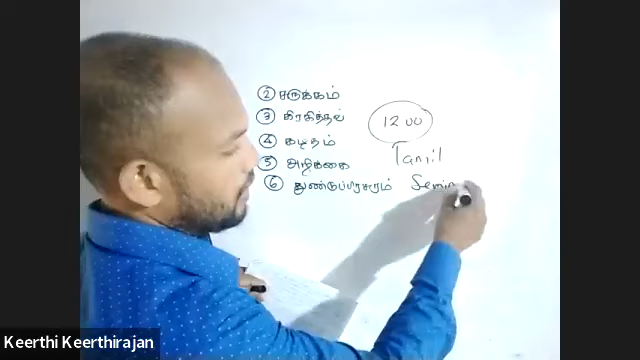 ② சுருக்கம்
③ கிரகித்தல்
④ கடிதம்
⑤ அறிக்கை
⑥ துண்டுப்பிரசுரம்
12 00
Tamil
Semin
Keerthi Keerthirajan